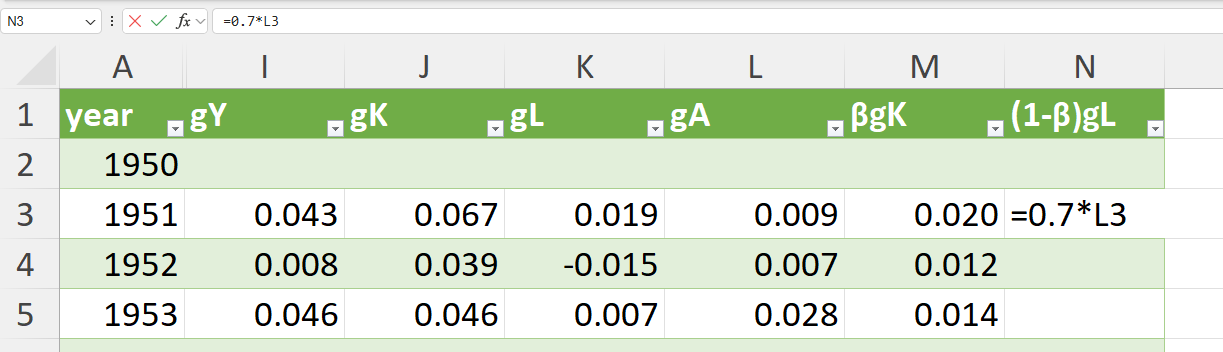 N3 fx =0.7*L3
A I J K L M N
1 year gY gK gL gA βgK (1-β)gL
2 1950
3 1951 0.043 0.067 0.019 0.009 0.020 =0.7*L3
4 1952 0.008 0.039 -0.015 0.007 0.012
5 1953 0.046 0.046 0.007 0.028 0.014